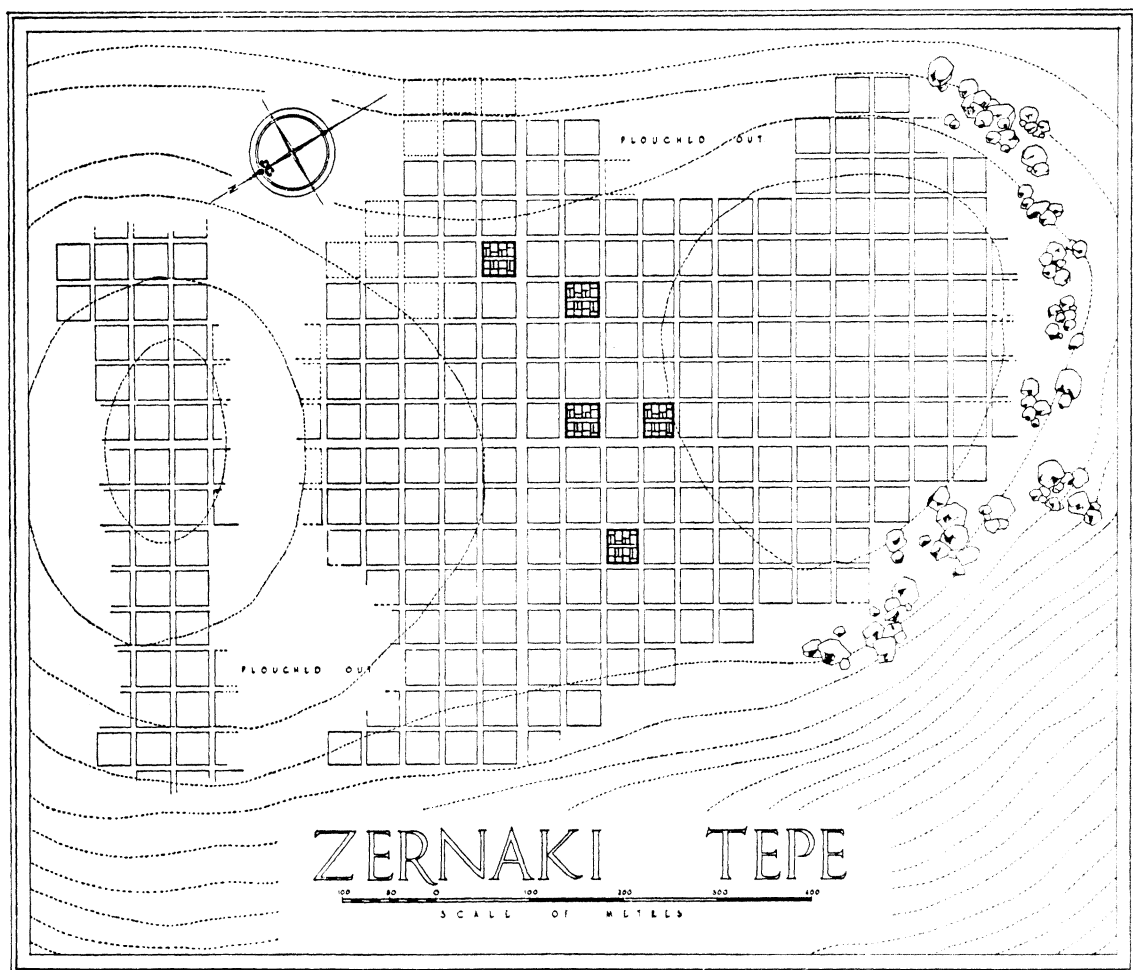 PLOUGHED OUT
N
PLOUGHED OUT
ZERNAKI TEPE
100 50 0 100 200 300 400
SCALE OF METRES